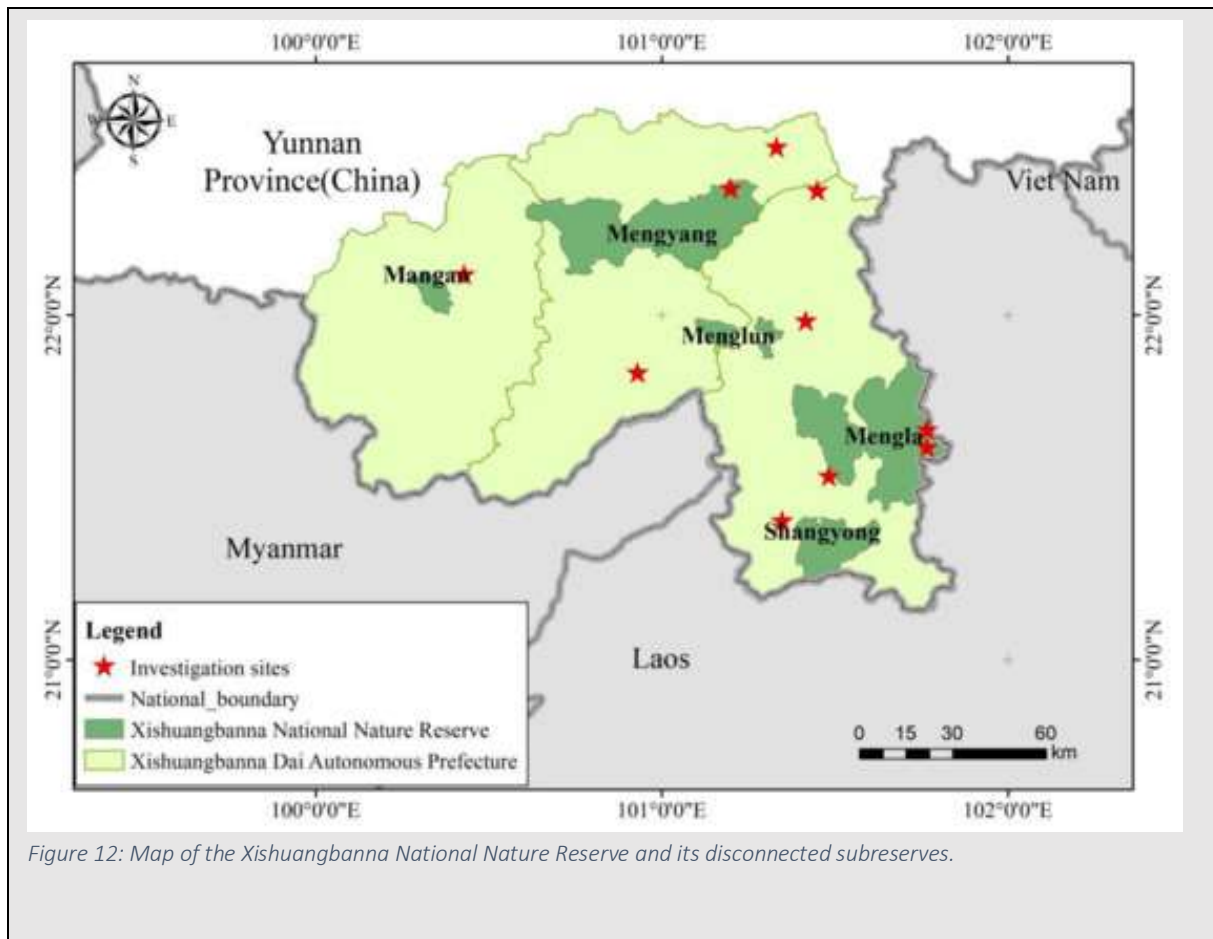 100°0'0"E 101°0'0"E 102°0'0"E
N
W E
S
Yunnan
Province(China)
Viet Nam
Mengyang
Mangao
22°0'0"N 22°0'0"N
Menglun
Mengla
Shangyong
Myanmar
Laos
21°0'0"N 21°0'0"N
Legend
Investigation sites
National_boundary
Xishuangbanna National Nature Reserve
Xishuangbanna Dai Autonomous Prefecture
0 15 30 60
km
100°0'0"E 101°0'0"E 102°0'0"E
Figure 12: Map of the Xishuangbanna National Nature Reserve and its disconnected subreserves.